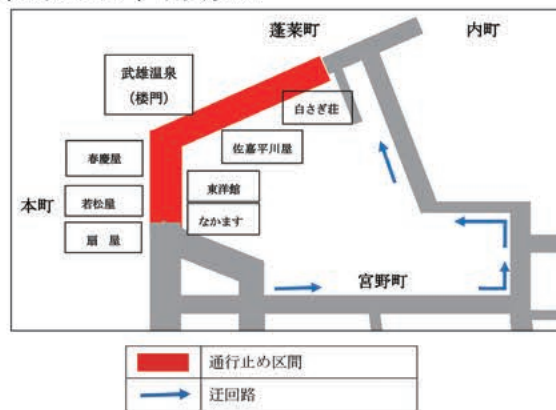 蓬莱町
内町
武雄温泉
(楼門)
白さぎ荘
佐嘉平川屋
春慶屋
東洋館
本町
若松屋
なかます
扇 屋
宮野町
通行止め区間
迂回路